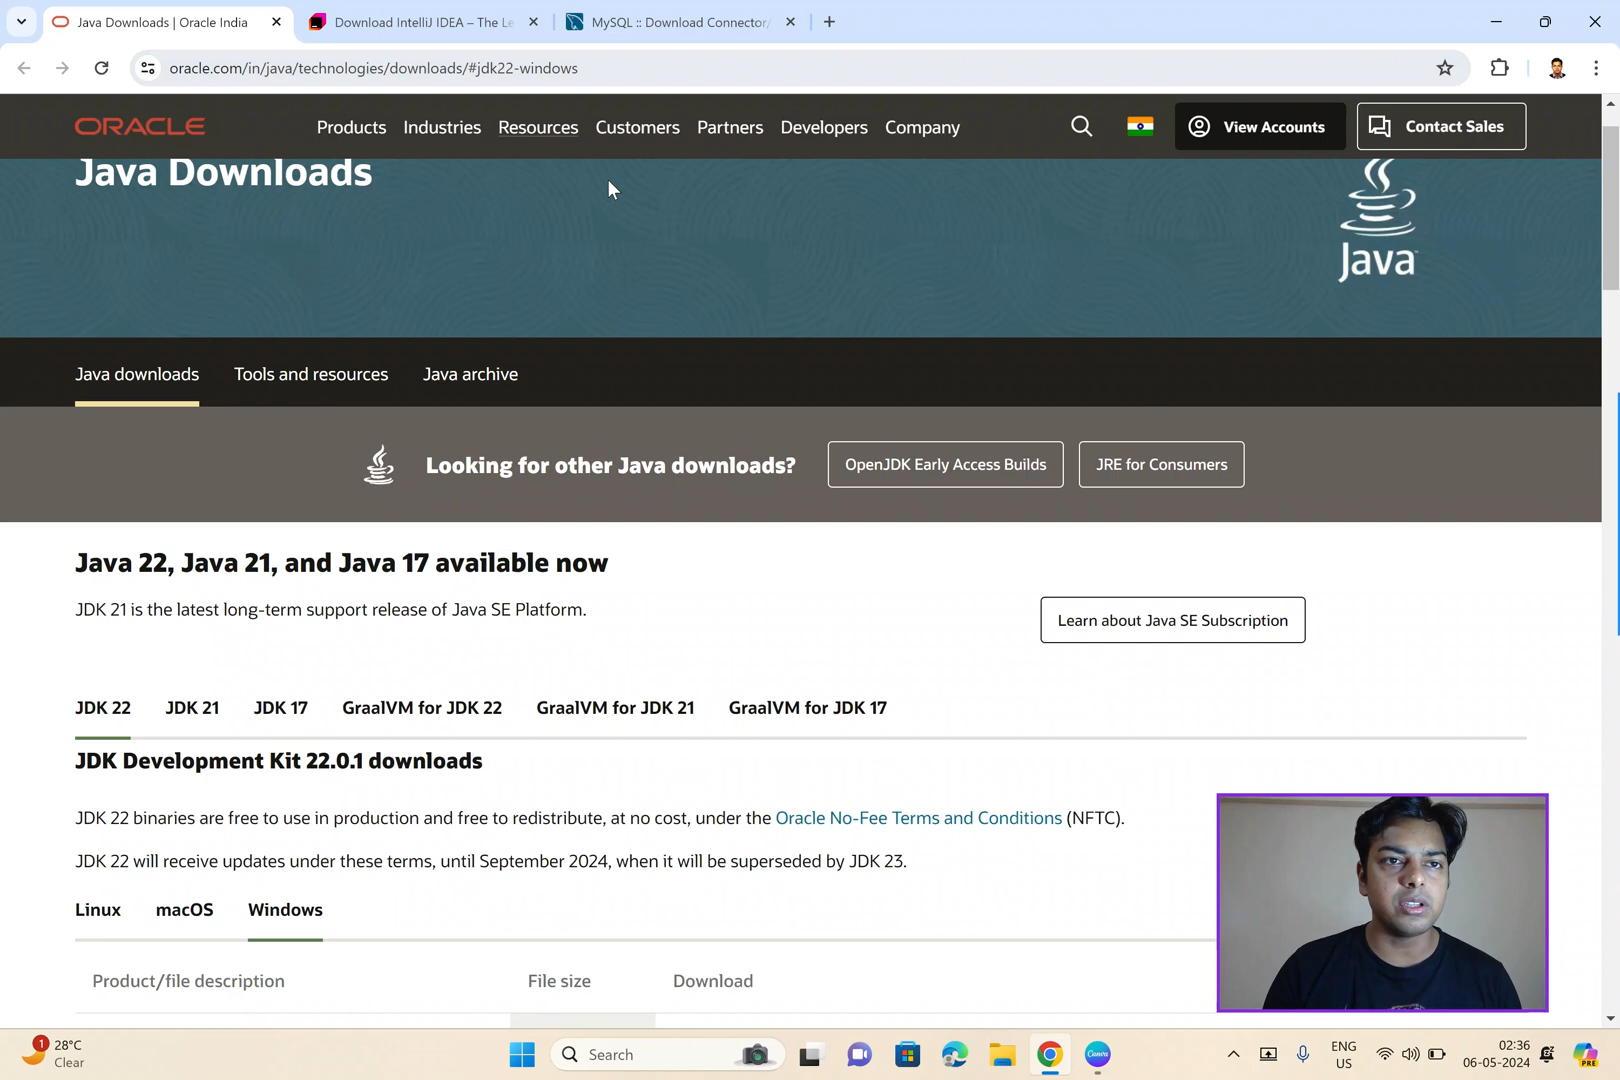 Java Downloads | Oracle India
Download IntelliJ IDEA – The Le
MySQL :: Download Connector/
oracle.com/in/java/technologies/downloads/#jdk22-windows
ORACLE
Products
Industries
Resources
Customers
Partners
Developers
Company
View Accounts
Contact Sales
Java Downloads
Java
Java downloads
Tools and resources
Java archive
Looking for other Java downloads?
OpenJDK Early Access Builds
JRE for Consumers
Java 22, Java 21, and Java 17 available now
JDK 21 is the latest long-term support release of Java SE Platform.
Learn about Java SE Subscription
JDK 22
JDK 21
JDK 17
GraalVM for JDK 22
GraalVM for JDK 21
GraalVM for JDK 17
JDK Development Kit 22.0.1 downloads
JDK 22 binaries are free to use in production and free to redistribute, at no cost, under the Oracle No-Fee Terms and Conditions (NFTC).
JDK 22 will receive updates under these terms, until September 2024, when it will be superseded by JDK 23.
Linux
macOS
Windows
Product/file description
File size
Download
1
28°C
Clear
Search
Canva
ENG
US
02:36
06-05-2024
PRE